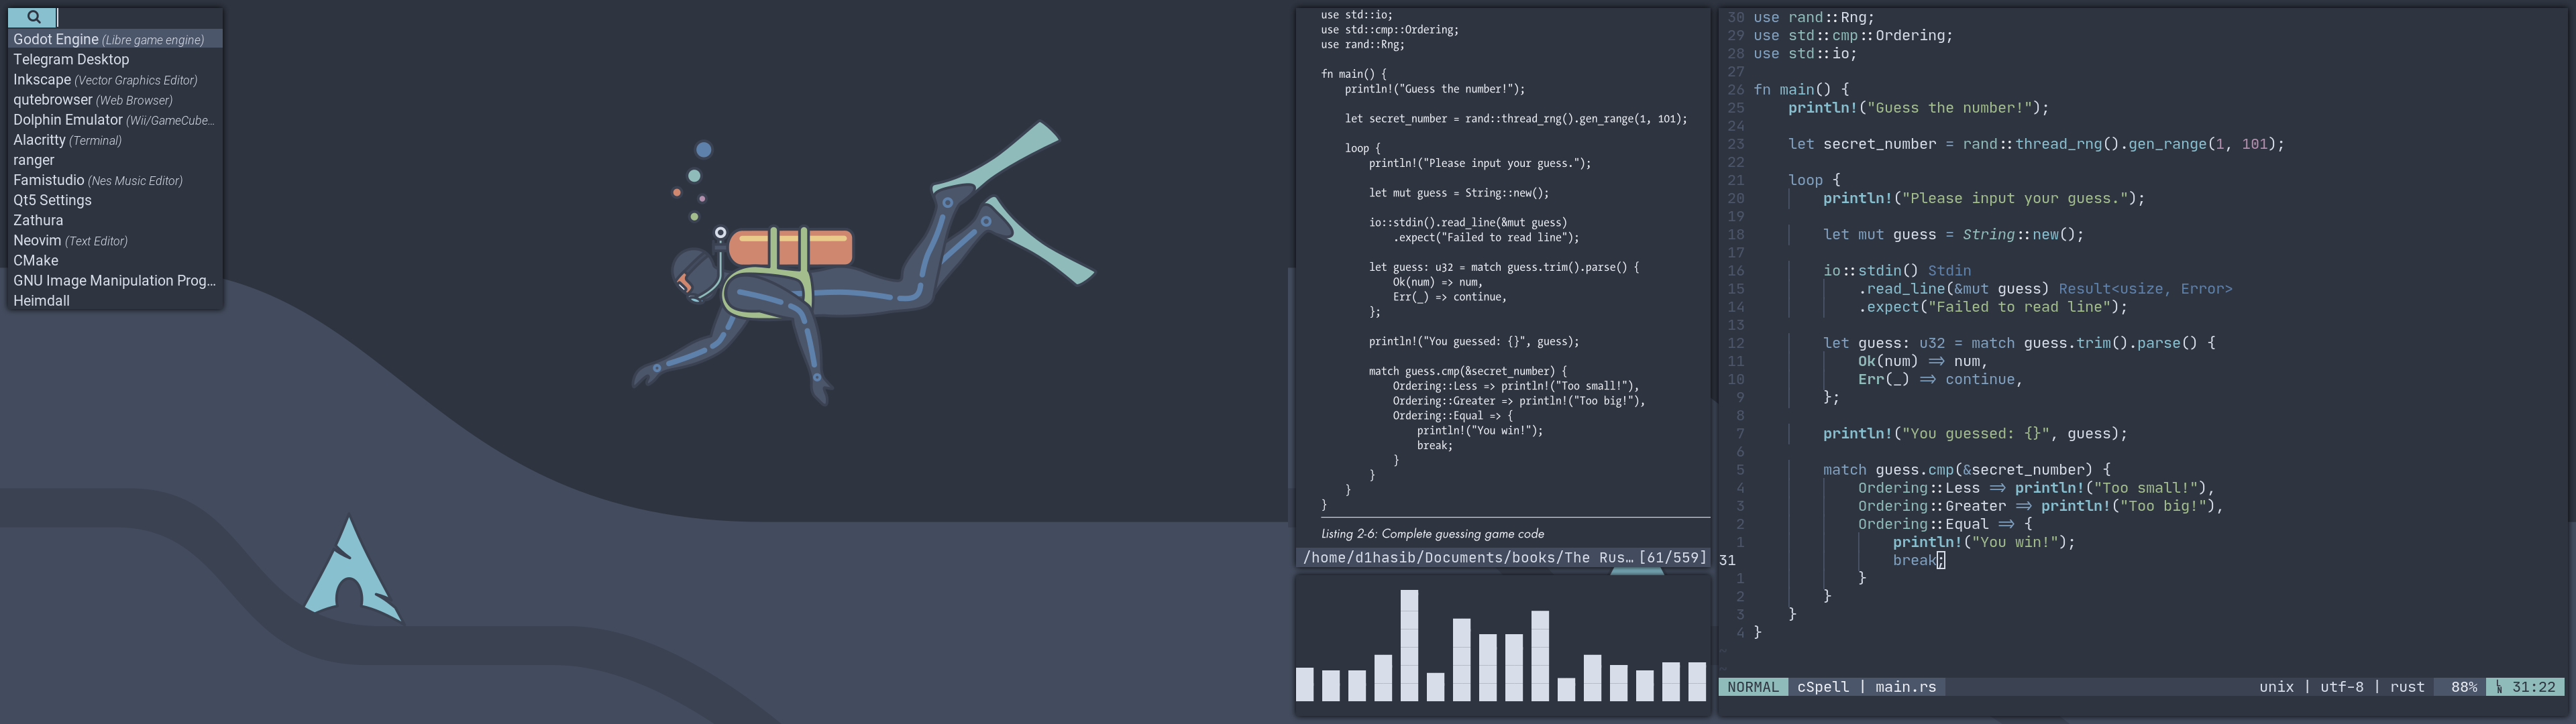 Godot Engine (Libre game engine)
Telegram Desktop
Inkscape (Vector Graphics Editor)
qutebrowser (Web Browser)
Dolphin Emulator (Wii/GameCube...
Alacritty (Terminal)
ranger
Famistudio (Nes Music Editor)
Qt5 Settings
Zathura
Neovim (Text Editor)
CMake
GNU Image Manipulation Prog...
Heimdall
use std::io;
use std::cmp::Ordering;
use rand::Rng;
fn main() {
    println!("Guess the number!");
    let secret_number = rand::thread_rng().gen_range(1, 101);
    loop {
        println!("Please input your guess.");
        let mut guess = String::new();
        io::stdin().read_line(&mut guess)
            .expect("Failed to read line");
        let guess: u32 = match guess.trim().parse() {
            Ok(num) => num,
            Err(_) => continue,
        };
        println!("You guessed: {}", guess);
        match guess.cmp(&secret_number) {
            Ordering::Less => println!("Too small!"),
            Ordering::Greater => println!("Too big!"),
            Ordering::Equal => {
                println!("You win!");
                break;
            }
        }
    }
}
Listing 2-6: Complete guessing game code
/home/d1hasib/Documents/books/The Rus... [61/559]
30 use rand::Rng;
29 use std::cmp::Ordering;
28 use std::io;
27
26 fn main() {
25     println!("Guess the number!");
24
23     let secret_number = rand::thread_rng().gen_range(1, 101);
22
21     loop {
20         println!("Please input your guess.");
19
18         let mut guess = String::new();
17
16         io::stdin() Stdin
15             .read_line(&mut guess) Result<usize, Error>
14             .expect("Failed to read line");
13
12         let guess: u32 = match guess.trim().parse() {
11             Ok(num) => num,
10             Err(_) => continue,
9         };
8
7         println!("You guessed: {}", guess);
6
5         match guess.cmp(&secret_number) {
4             Ordering::Less => println!("Too small!"),
3             Ordering::Greater => println!("Too big!"),
2             Ordering::Equal => {
1                 println!("You win!");
31                 break;
1             }
2         }
3     }
4 }
~
~
NORMAL cSpell | main.rs unix | utf-8 | rust 88% LN 31:22